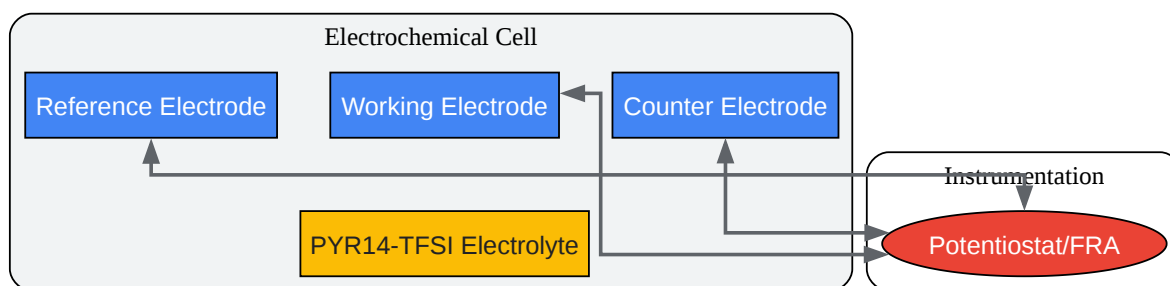 Electrochemical Cell
Reference Electrode
Working Electrode
Counter Electrode
Instrumentation
PYR14-TFSI Electrolyte
Potentiostat/FRA